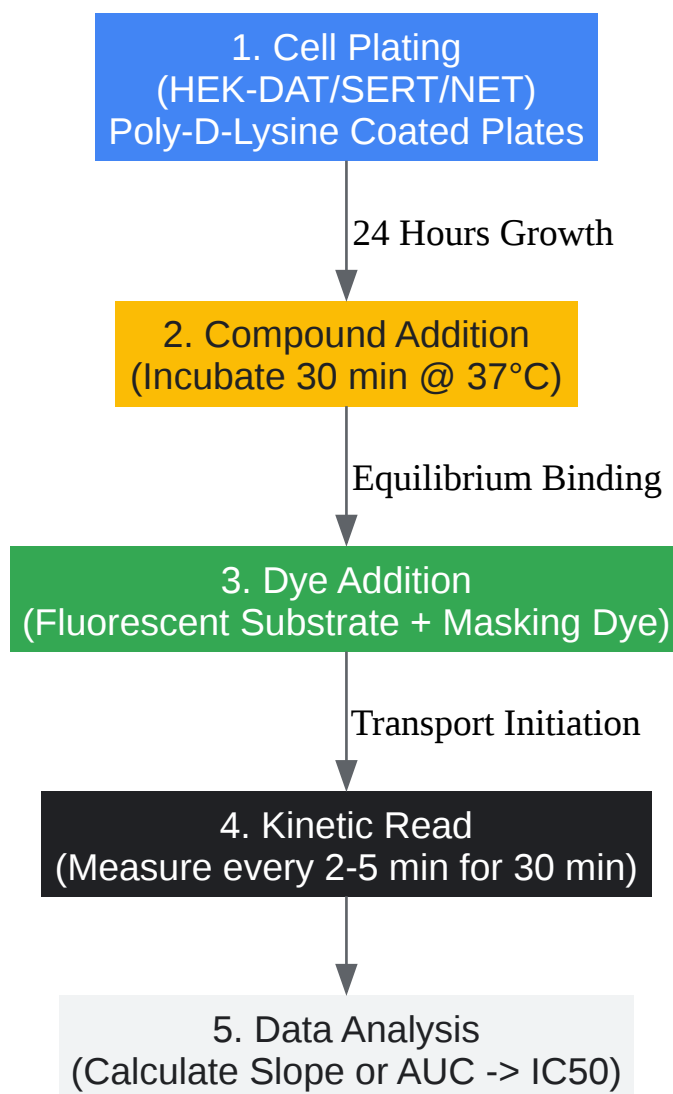 1. Cell Plating
(HEK-DAT/SERT/NET)
Poly-D-Lysine Coated Plates
24 Hours Growth
2. Compound Addition
(Incubate 30 min @ 37°C)
Equilibrium Binding
3. Dye Addition
(Fluorescent Substrate + Masking Dye)
Transport Initiation
4. Kinetic Read
(Measure every 2-5 min for 30 min)
5. Data Analysis
(Calculate Slope or AUC -> IC50)